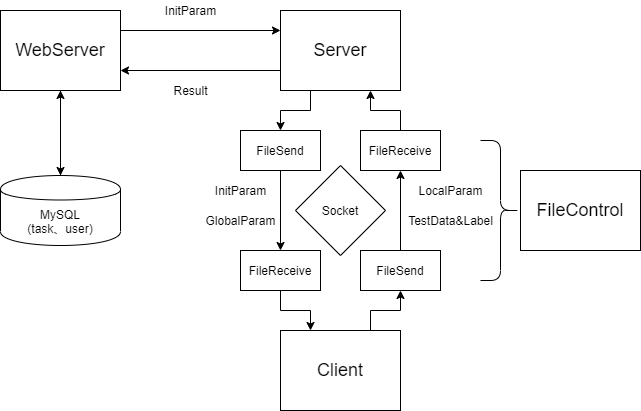 InitParam
WebServer
Server
Result
FileSend
FileReceive
InitParam
LocalParam
MySQL
(task、user)
Socket
FileControl
GlobalParam
TestData&Label
FileReceive
FileSend
Client